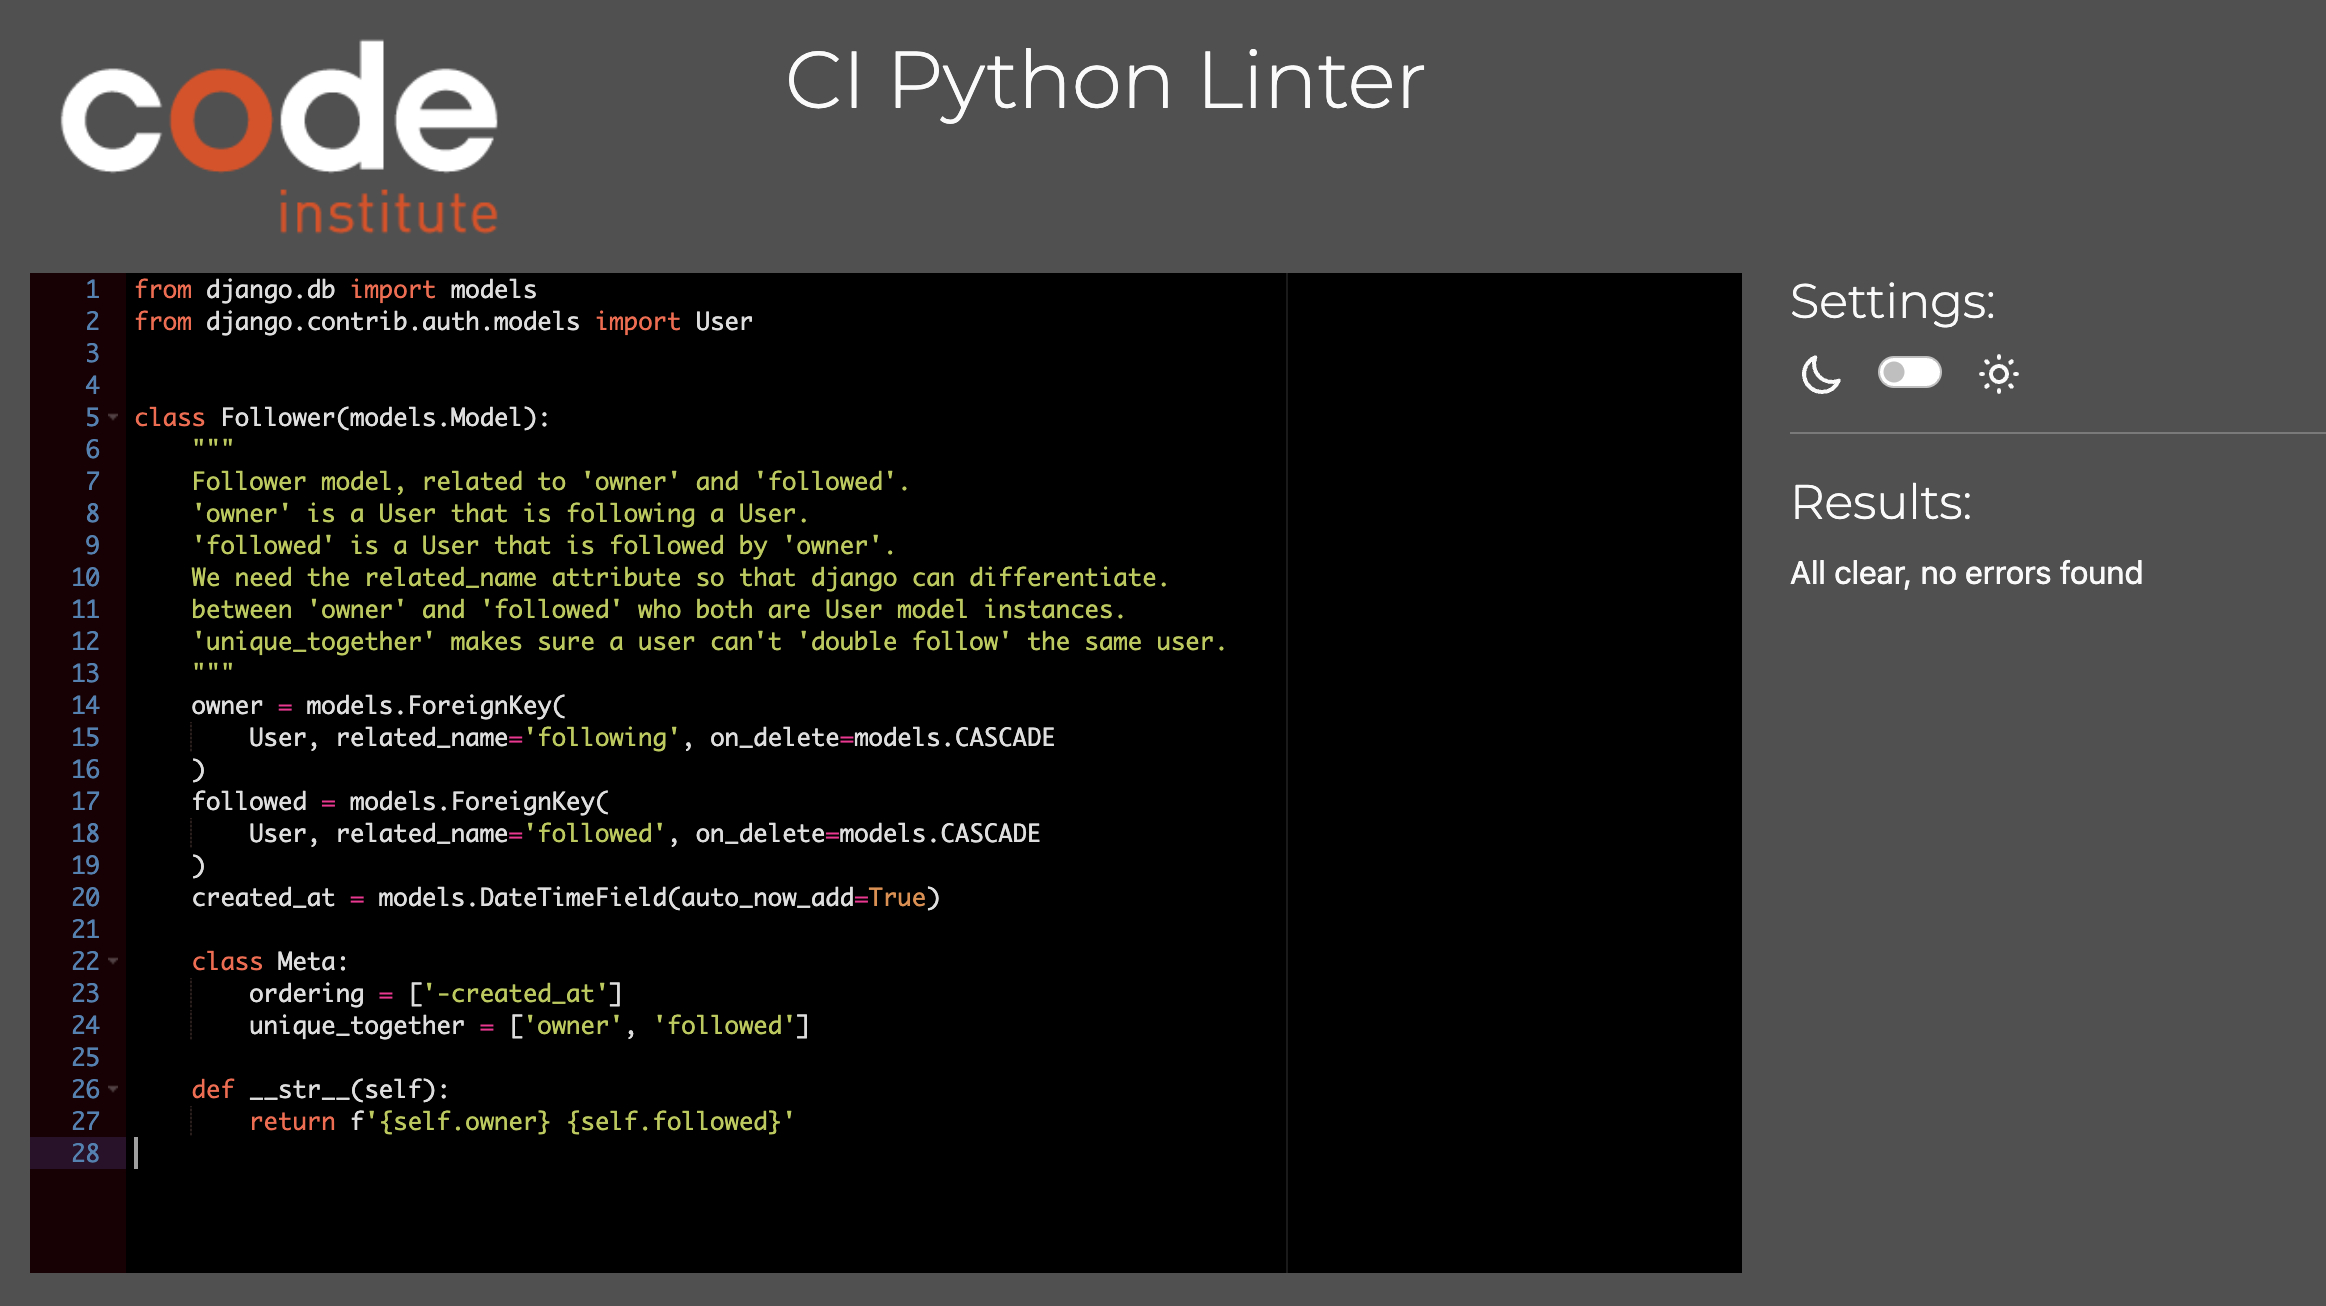 code
institute
CI Python Linter
1 from django.db import models
2 from django.contrib.auth.models import User
3
4
5 class Follower(models.Model):
6     """
7     Follower model, related to 'owner' and 'followed'.
8     'owner' is a User that is following a User.
9     'followed' is a User that is followed by 'owner'.
10     We need the related_name attribute so that django can differentiate.
11     between 'owner' and 'followed' who both are User model instances.
12     'unique_together' makes sure a user can't 'double follow' the same user.
13     """
14     owner = models.ForeignKey(
15         User, related_name='following', on_delete=models.CASCADE
16     )
17     followed = models.ForeignKey(
18         User, related_name='followed', on_delete=models.CASCADE
19     )
20     created_at = models.DateTimeField(auto_now_add=True)
21
22     class Meta:
23         ordering = ['-created_at']
24         unique_together = ['owner', 'followed']
25
26     def __str__(self):
27         return f'{self.owner} {self.followed}'
28
Settings:
Results:
All clear, no errors found